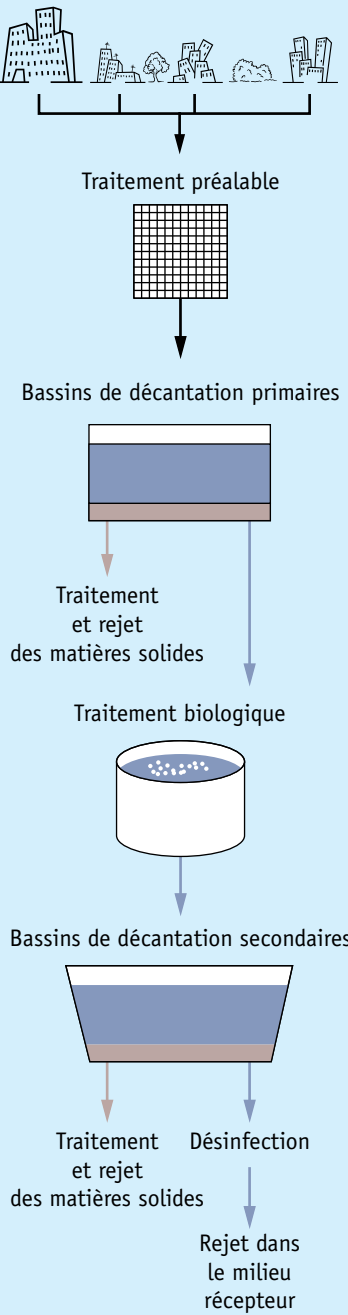 Traitement préalable
Bassins de décantation primaires
Traitement
et rejet
des matières solides
Traitement biologique
Bassins de décantation secondaires
Traitement
et rejet
des matières solides
Désinfection
Rejet dans
le milieu
récepteur